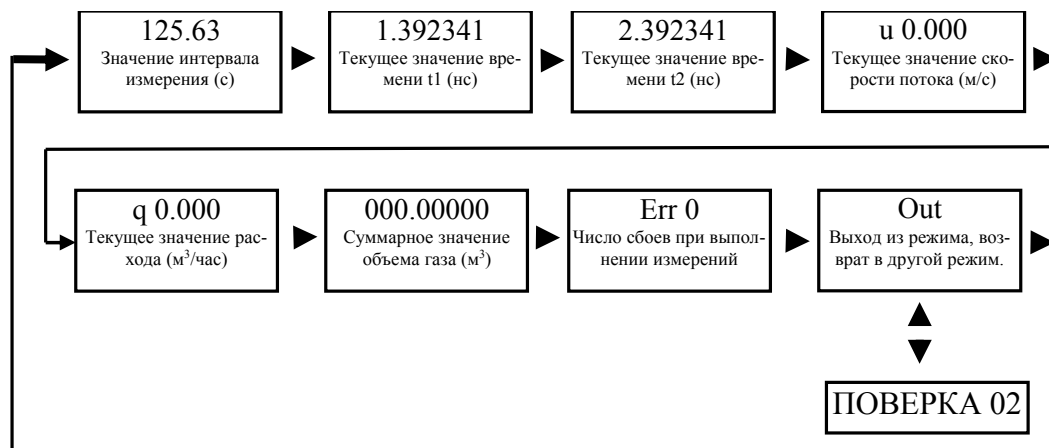 125.63
Значение интервала
измерения (с)
1.392341
Текущее значение вре-
мени t1 (нс)
2.392341
Текущее значение вре-
мени t2 (нс)
u 0.000
Текущее значение ско-
рости потока (м/с)
q 0.000
Текущее значение рас-
хода (м³/час)
000.00000
Суммарное значение
объема газа (м³)
Err 0
Число сбоев при выпол-
нении измерений
Out
Выход из режима, воз-
врат в другой режим.
ПОВЕРКА 02